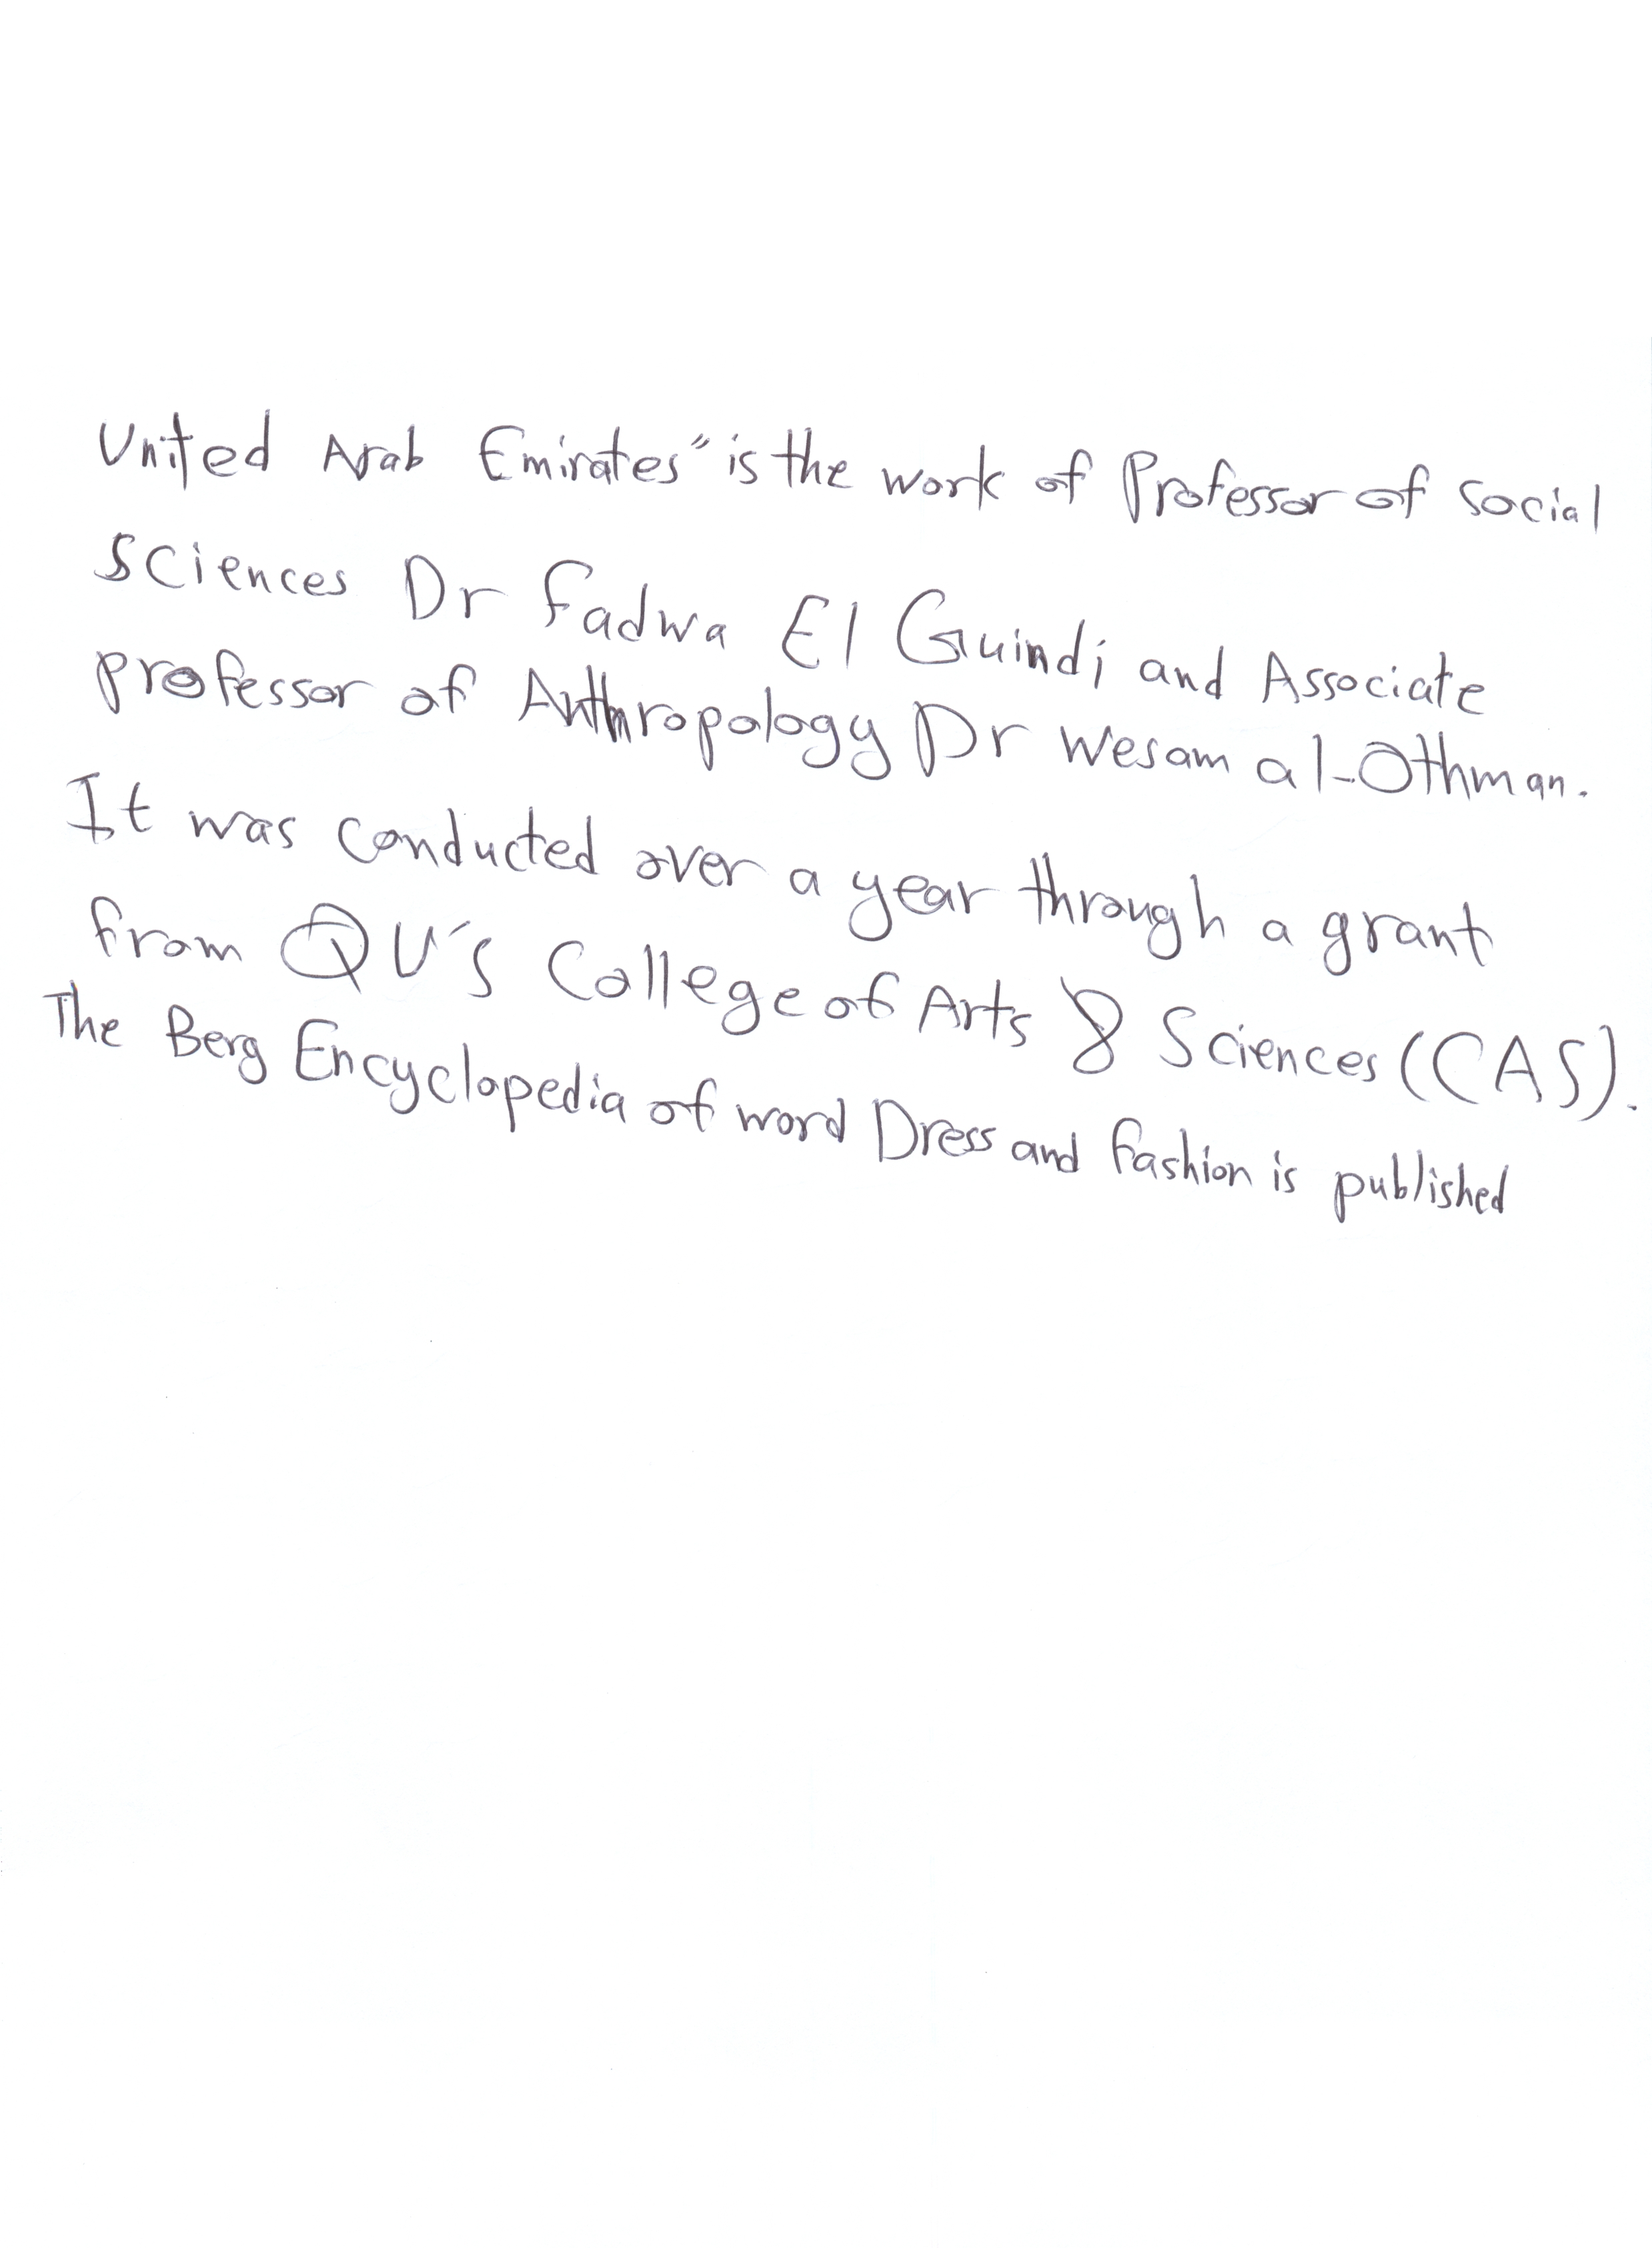 United Arab Emirates" is the work of Professor of social
Sciences Dr Fadwa El Guindi and Associate
professor of Anthropology Dr Wesam al-Othman.
It was conducted over a year through a grant
from QU's College of Arts & Sciences (CAS).
The Berg Encyclopedia of word Dress and fashion is published